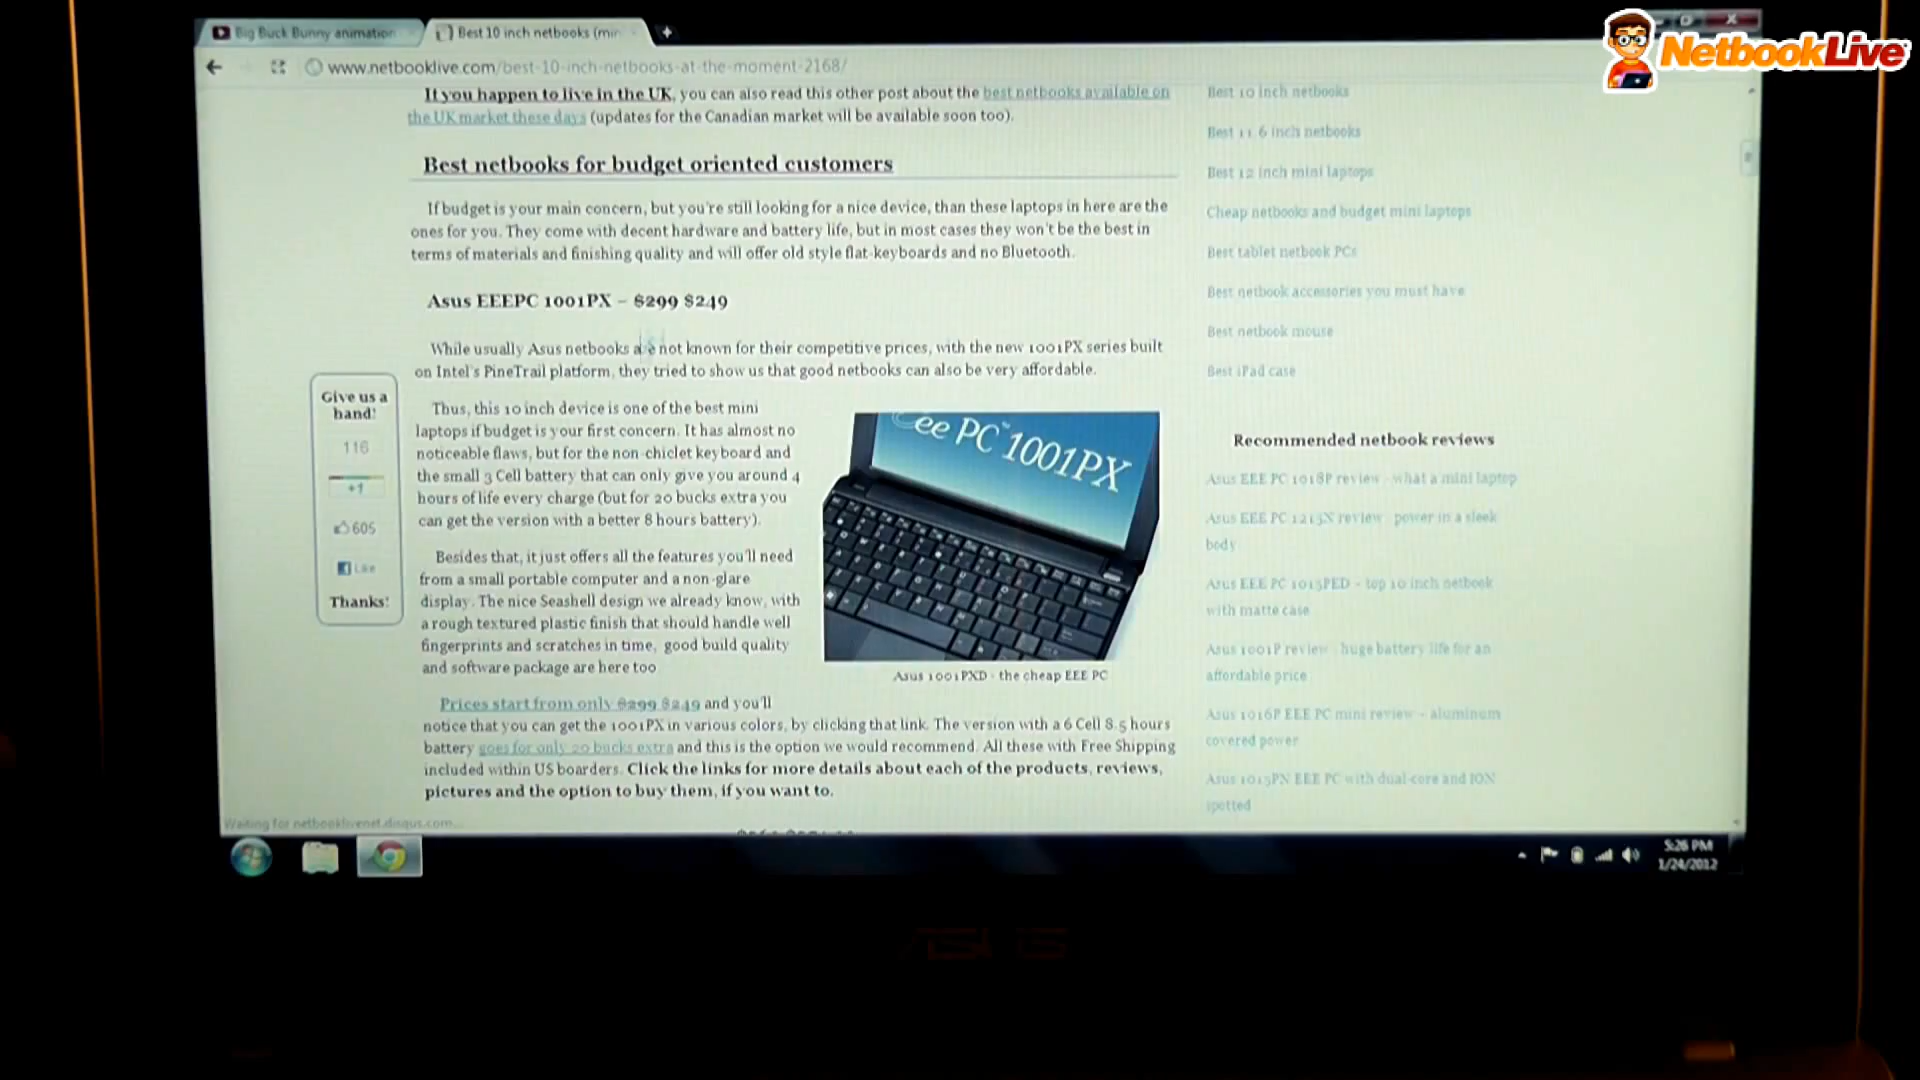 Big Buck Bunny animation
Best 10 inch netbooks (min
NetbookLive
www.netbooklive.com/best-10-inch-netbooks-at-the-moment-2168/
If you happen to live in the UK, you can also read this other post about the best netbooks available on
the UK market these days (updates for the Canadian market will be available soon too).
Best netbooks for budget oriented customers
If budget is your main concern, but you're still looking for a nice device, than these laptops in here are the
ones for you. They come with decent hardware and battery life, but in most cases they won't be the best in
terms of materials and finishing quality and will offer old style flat-keyboards and no Bluetooth.
Asus EEEPC 1001PX – $299 $249
While usually Asus netbooks are not known for their competitive prices, with the new 1001PX series built
on Intel's PineTrail platform, they tried to show us that good netbooks can also be very affordable.
Thus, this 10 inch device is one of the best mini
laptops if budget is your first concern. It has almost no
noticeable flaws, but for the non-chiclet keyboard and
the small 3 Cell battery that can only give you around 4
hours of life every charge (but for 20 bucks extra you
can get the version with a better 8 hours battery).
Besides that, it just offers all the features you'll need
from a small portable computer and a non-glare
display. The nice Seashell design we already know, with
a rough textured plastic finish that should handle well
fingerprints and scratches in time, good build quality
and software package are here too
Eee PC™ 1001PX
Asus 1001PXD - the cheap EEE PC
Prices start from only $299 $249 and you'll
notice that you can get the 1001PX in various colors, by clicking that link. The version with a 6 Cell 8.5 hours
battery goes for only 20 bucks extra and this is the option we would recommend. All these with Free Shipping
included within US boarders. Click the links for more details about each of the products, reviews,
pictures and the option to buy them, if you want to.
Give us a
hand!
116
+1
605
Like
Thanks!
Best 10 inch netbooks
Best 11.6 inch netbooks
Best 12 inch mini laptops
Cheap netbooks and budget mini laptops
Best tablet netbook PCs
Best netbook accessories you must have
Best netbook mouse
Best iPad case
Recommended netbook reviews
Asus EEE PC 1018P review - what a mini laptop
Asus EEE PC 1215N review - power in a sleek
body
Asus EEE PC 1015PED - top 10 inch netbook
with matte case
Asus 1001P review - huge battery life for an
affordable price
Asus 1016P EEE PC mini review - aluminum
covered power
Asus 1015PN EEE PC with dual-core and ION
spotted
Waiting for netbooklivenet.disqus.com...
5:26 PM
1/24/2012
ASUS